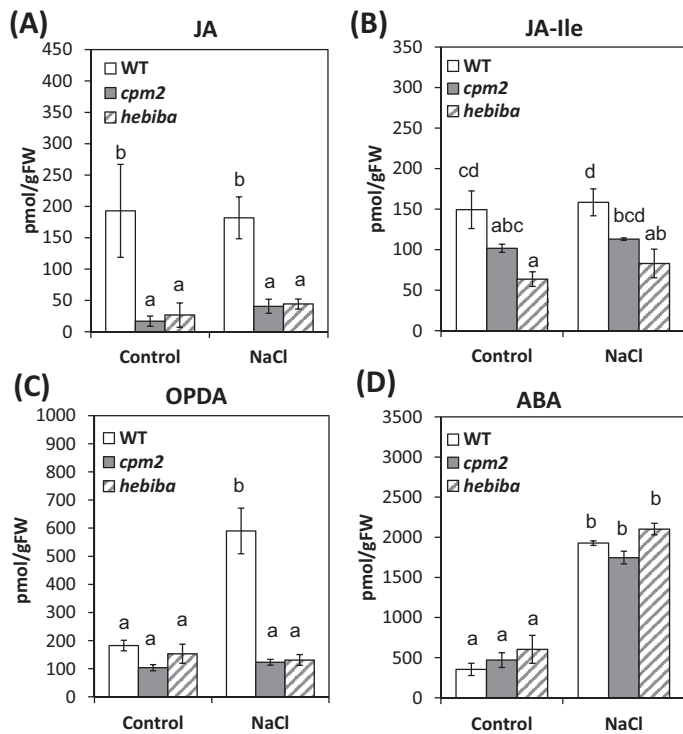 (A)
JA
pmol/gFW
450
400
350
300
250
200
150
100
50
0
WT
cpm2
hebiba
b
a
a
b
a
a
Control
NaCl
(B)
JA-Ile
pmol/gFW
350
300
250
200
150
100
50
0
WT
cpm2
hebiba
cd
abc
a
d
bcd
ab
Control
NaCl
(C)
OPDA
pmol/gFW
1000
900
800
700
600
500
400
300
200
100
0
WT
cpm2
hebiba
a
a
a
b
a
a
Control
NaCl
(D)
ABA
pmol/gFW
3500
3000
2500
2000
1500
1000
500
0
WT
cpm2
hebiba
a
a
a
b
b
b
Control
NaCl